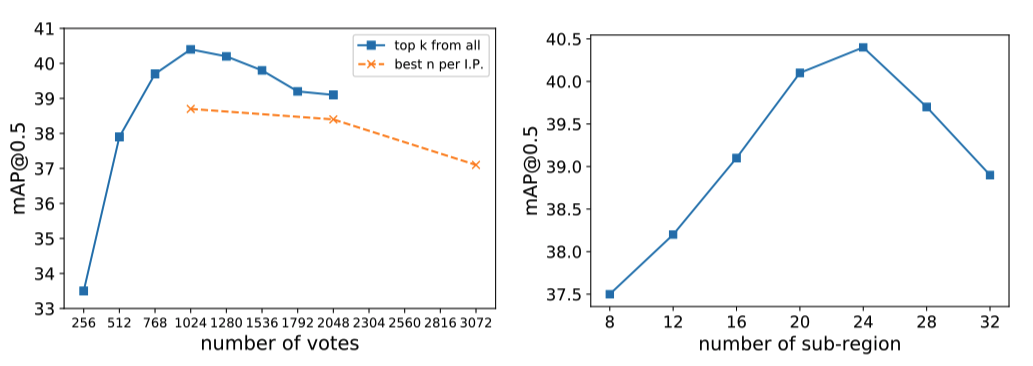 41
40
39
38
37
36
35
34
33
mAP@0.5
top k from all
best n per I.P.
256 512 768 1024 1280 1536 1792 2048 2304 2560 2816 3072
number of votes
40.5
40.0
39.5
39.0
38.5
38.0
37.5
mAP@0.5
8 12 16 20 24 28 32
number of sub-region